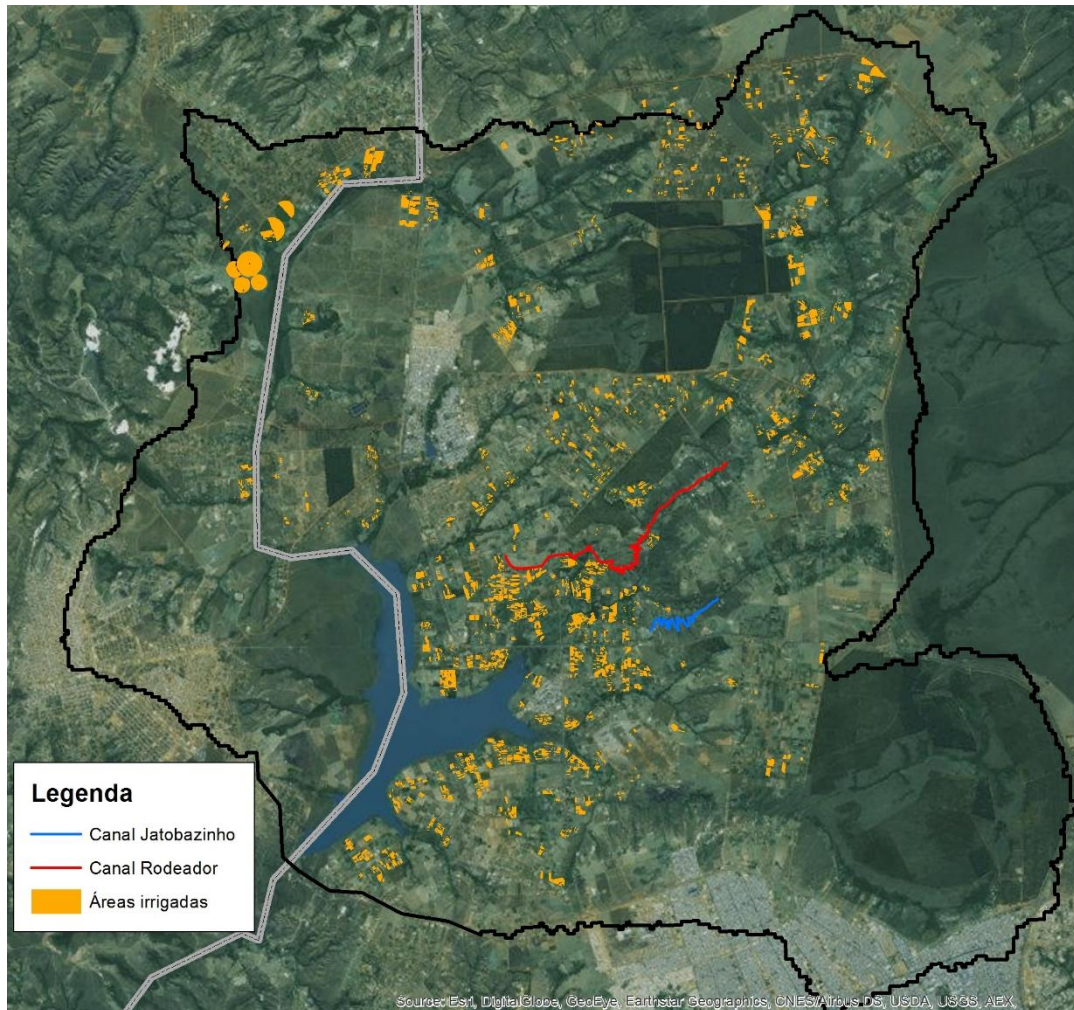 Legenda
Canal Jatobazinho
Canal Rodeador
Áreas irrigadas
Source: Esri, DigitalGlobe, GeoEye, Earthstar Geographics, CNES/Airbus DS, USDA, USGS, AEX,